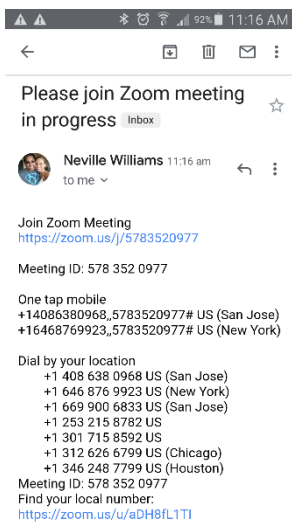 92% 11:16 AM
Please join Zoom meeting
in progress Inbox
Neville Williams 11:16 am
to me
Join Zoom Meeting
https://zoom.us/j/5783520977
Meeting ID: 578 352 0977
One tap mobile
+14086380968,,5783520977# US (San Jose)
+16468769923,,5783520977# US (New York)
Dial by your location
+1 408 638 0968 US (San Jose)
+1 646 876 9923 US (New York)
+1 669 900 6833 US (San Jose)
+1 253 215 8782 US
+1 301 715 8592 US
+1 312 626 6799 US (Chicago)
+1 346 248 7799 US (Houston)
Meeting ID: 578 352 0977
Find your local number:
https://zoom.us/u/aDH8fL1TI